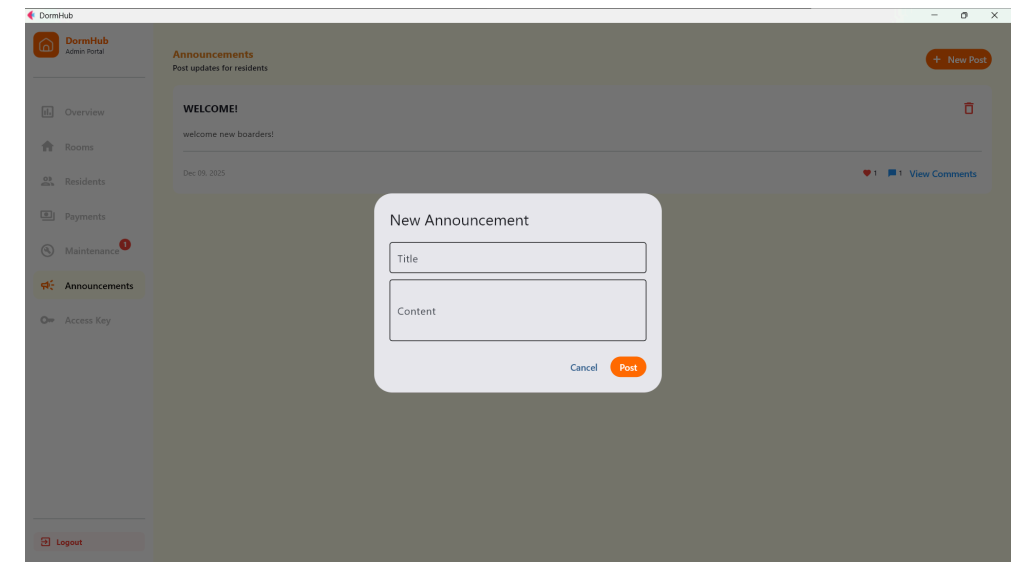 DormHub
DormHub
Admin Portal
Announcements
Post updates for residents
+ New Post
Overview
Rooms
Residents
Payments
Maintenance 1
Announcements
Access Key
Logout
WELCOME!
welcome new boarders!
Dec 09, 2025
1 1 View Comments
New Announcement
Title
Content
Cancel Post